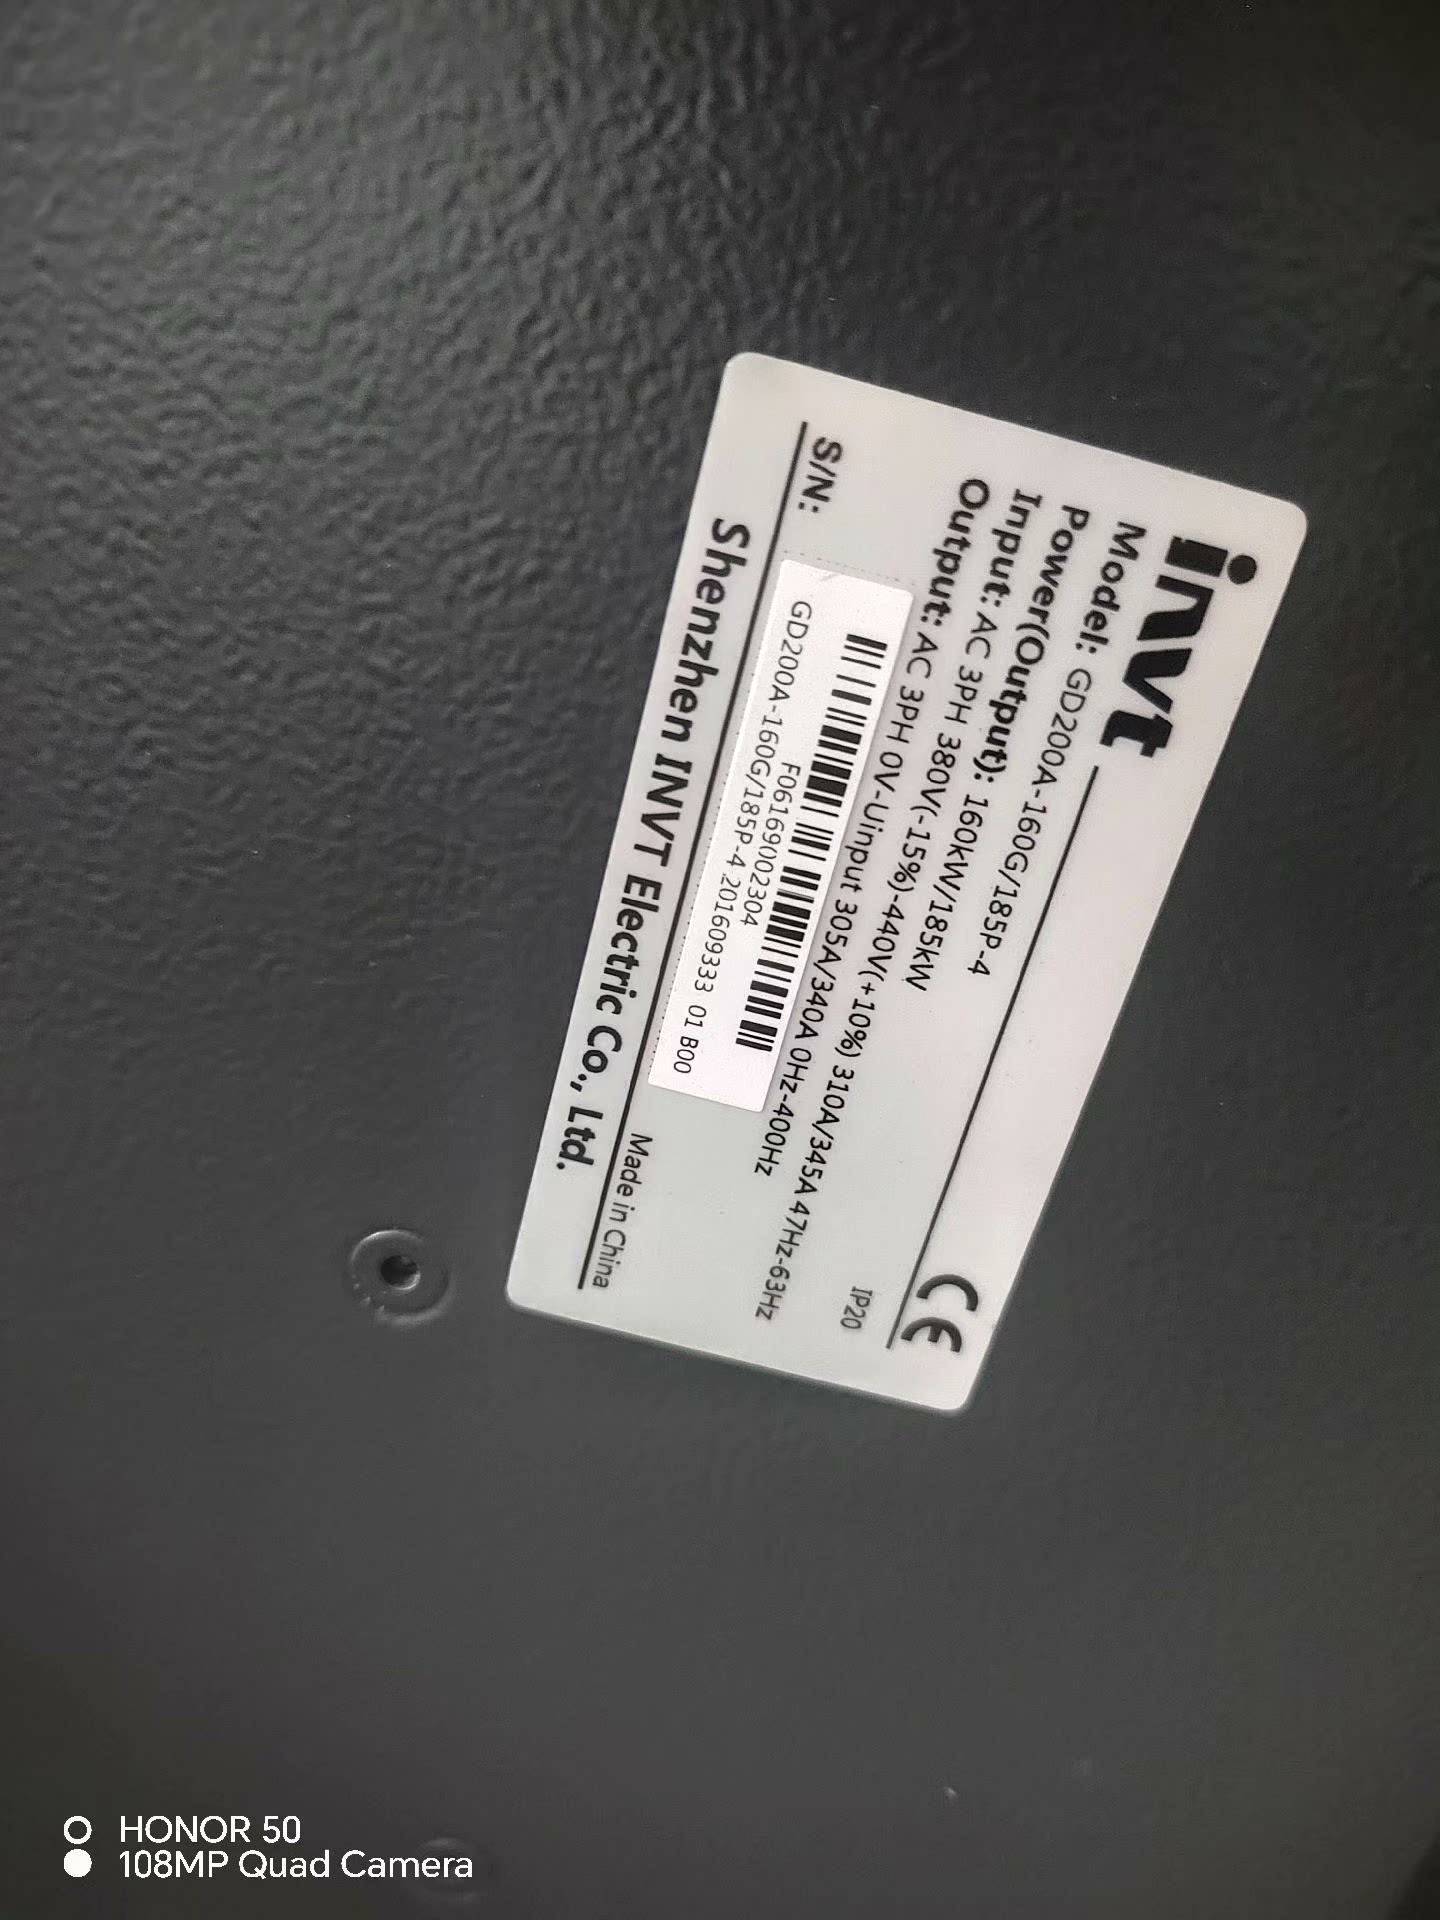 invt
CE
Model: GD200A-160G/185P-4
IP20
Power(Output): 160kW/185kW
Input: AC 3PH 380V(-15%)-440V(+10%) 310A/345A 47Hz-63Hz
Output: AC 3PH 0V-Uinput 305A/340A 0Hz-400Hz
S/N:
F06169002304
GD200A-160G/185P-4 201609333 01 B00
Made in China
Shenzhen INVT Electric Co., Ltd.
HONOR 50
108MP Quad Camera